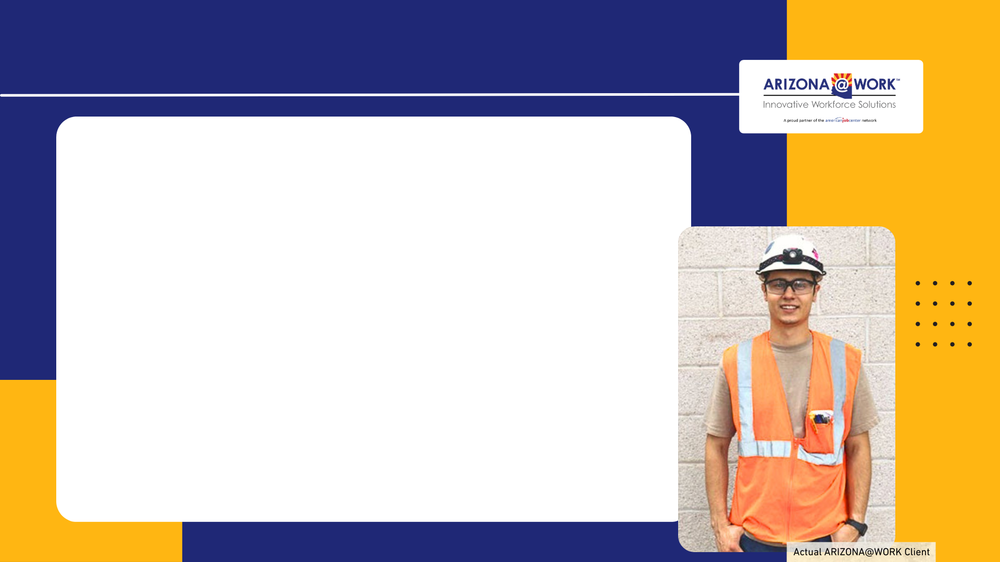 ARIZONA@WORK™
Innovative Workforce Solutions
A proud partner of the americanjobcenter network
Actual ARIZONA@WORK Client